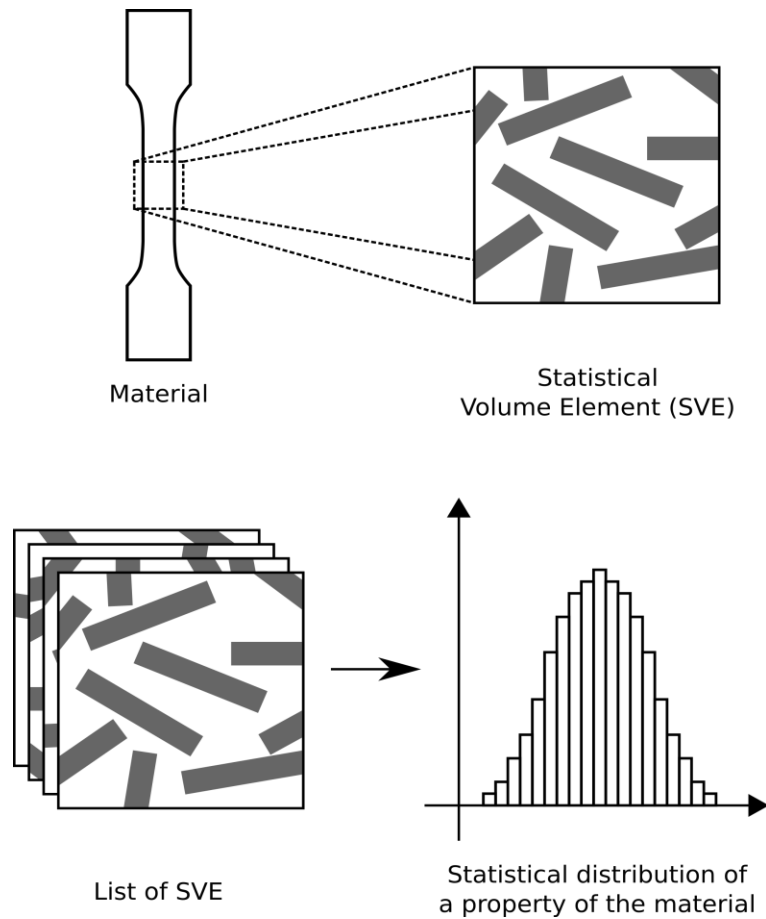 Material
Statistical
Volume Element (SVE)
List of SVE
Statistical distribution of
a property of the material